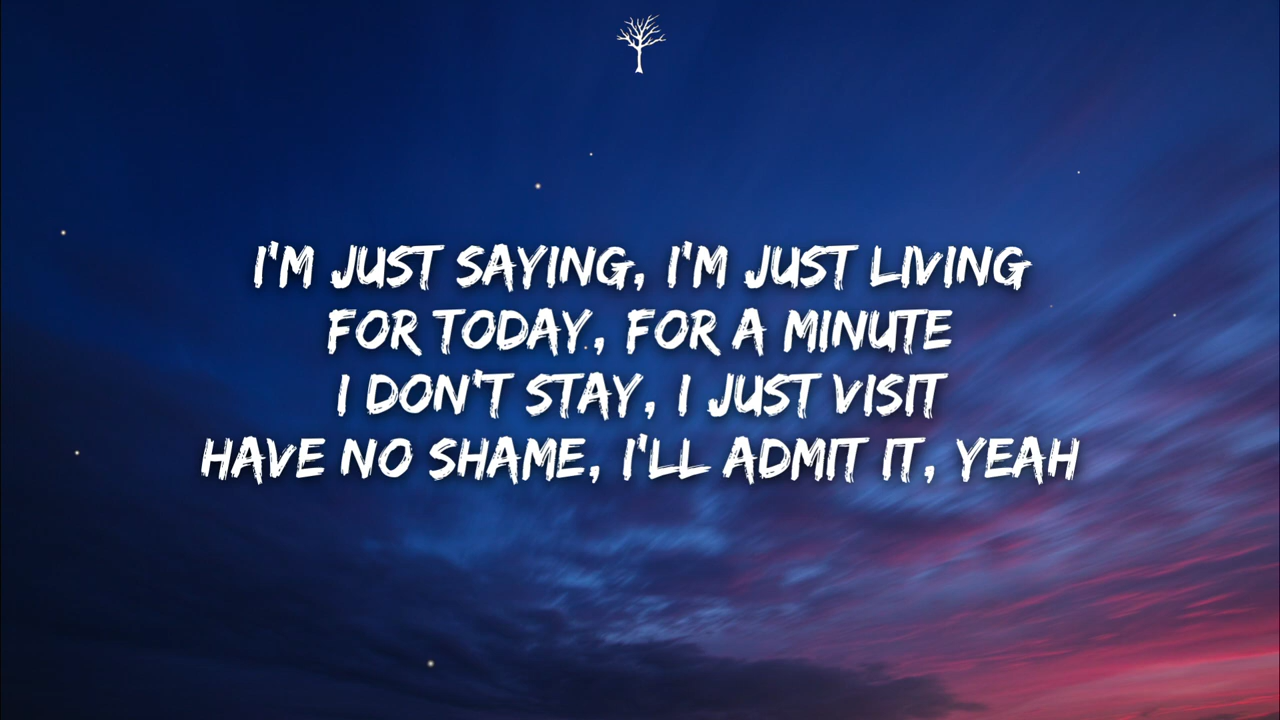 I'M JUST SAYING, I'M JUST LIVING
FOR TODAY., FOR A MINUTE
I DON'T STAY, I JUST VISIT
HAVE NO SHAME, I'LL ADMIT IT, YEAH